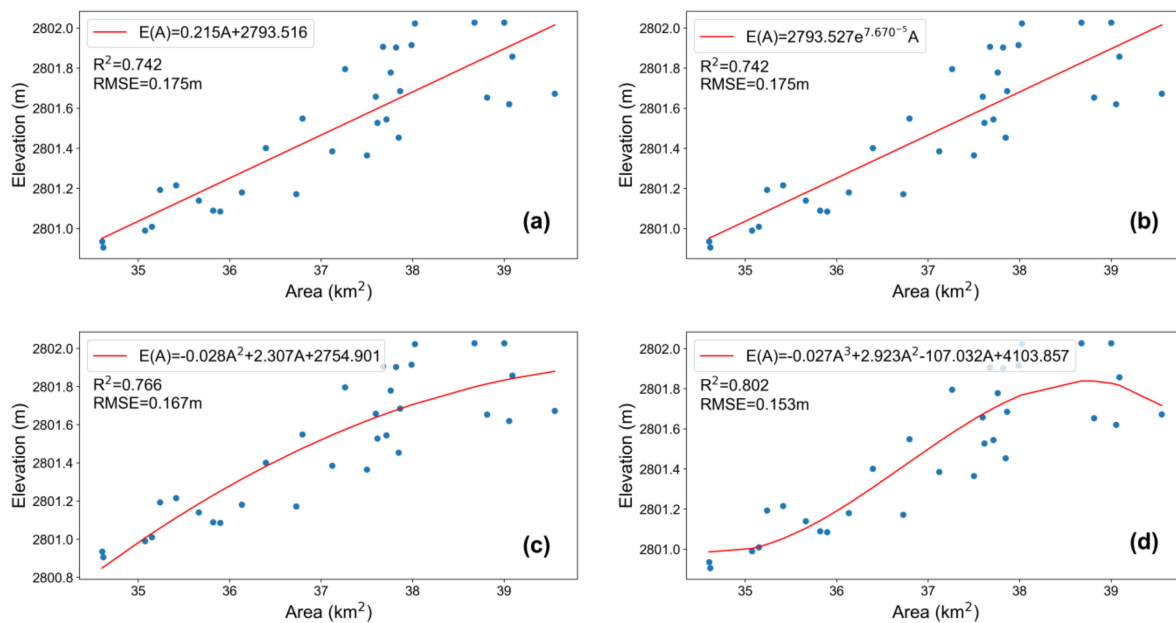 E(A)=0.215A+2793.516
R²=0.742
RMSE=0.175m
Elevation (m)
2802.0
2801.8
2801.6
2801.4
2801.2
2801.0
(a)
35 36 37 38 39
Area (km²)
E(A)=2793.527e^7.670−5 A
R²=0.742
RMSE=0.175m
Elevation (m)
2802.0
2801.8
2801.6
2801.4
2801.2
2801.0
(b)
35 36 37 38 39
Area (km²)
E(A)=-0.028A²+2.307A+2754.901
R²=0.766
RMSE=0.167m
Elevation (m)
2802.0
2801.8
2801.6
2801.4
2801.2
2801.0
2800.8
(c)
35 36 37 38 39
Area (km²)
E(A)=-0.027A³+2.923A²-107.032A+4103.857
R²=0.802
RMSE=0.153m
Elevation (m)
2802.0
2801.8
2801.6
2801.4
2801.2
2801.0
(d)
35 36 37 38 39
Area (km²)